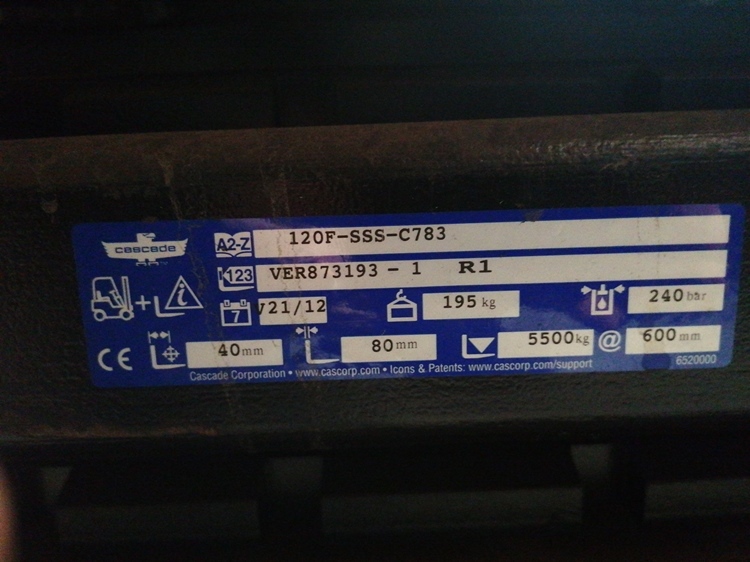 cascade
A2-Z 120F-SSS-C783
123 VER873193 - 1 R1
7 /21/12 195 kg 240 bar
CE 40mm 80mm 5500kg @ 600mm
Cascade Corporation • www.cascorp.com • Icons & Patents: www.cascorp.com/support 6520000